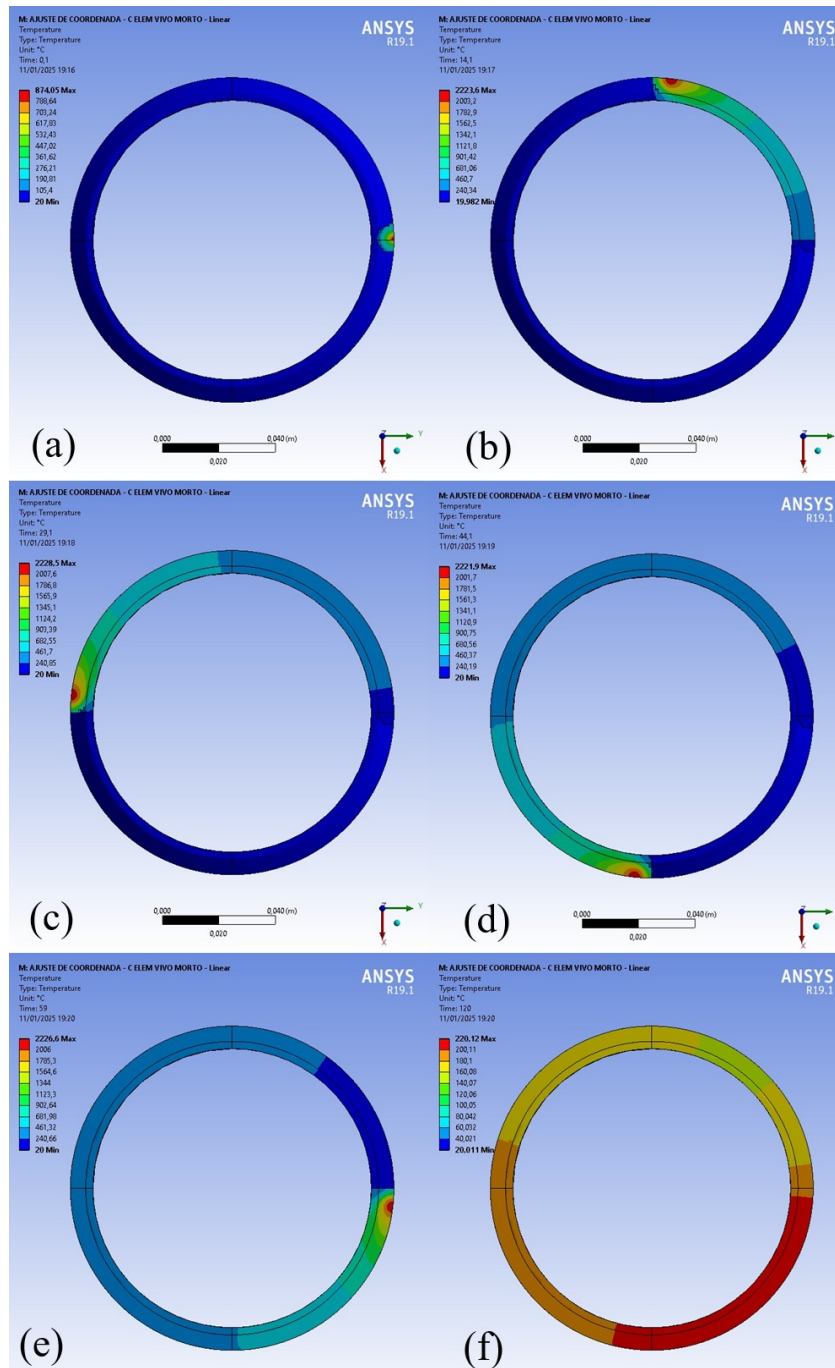 M: AJUSTE DE COORDENADA - C ELEM VIVO MORTO - Linear
Temperature
Type: Temperature
Unit: °C
Time: 0,1
11/01/2025 19:16
ANSYS
R19.1
874,05 Max
788,64
703,24
617,83
532,43
447,02
361,62
276,21
190,81
105,4
20 Min
(a)
0,000
0,040 (m)
0,020
Z
Y
X
M: AJUSTE DE COORDENADA - C ELEM VIVO MORTO - Linear
Temperature
Type: Temperature
Unit: °C
Time: 14,1
11/01/2025 19:17
ANSYS
R19.1
2223,6 Max
2003,2
1782,9
1562,5
1342,1
1121,8
901,42
681,06
460,7
240,34
19,982 Min
(b)
0,000
0,040 (m)
0,020
Z
X
M: AJUSTE DE COORDENADA - C ELEM VIVO MORTO - Linear
Temperature
Type: Temperature
Unit: °C
Time: 29,1
11/01/2025 19:18
ANSYS
R19.1
2228,5 Max
2007,6
1786,8
1565,9
1345,1
1124,2
903,39
682,55
461,7
240,85
20 Min
(c)
0,000
0,040 (m)
0,020
Z
Y
X
M: AJUSTE DE COORDENADA - C ELEM VIVO MORTO - Linear
Temperature
Type: Temperature
Unit: °C
Time: 44,1
11/01/2025 19:19
ANSYS
R19.1
2221,9 Max
2001,7
1781,5
1561,3
1341,1
1120,9
900,75
680,56
460,37
240,19
20 Min
(d)
0,000
0,040 (m)
0,020
Z
X
M: AJUSTE DE COORDENADA - C ELEM VIVO MORTO - Linear
Temperature
Type: Temperature
Unit: °C
Time: 59
11/01/2025 19:20
ANSYS
R19.1
2226,6 Max
2006
1785,3
1564,6
1344
1123,3
902,64
681,98
461,32
240,66
20 Min
(e)
M: AJUSTE DE COORDENADA - C ELEM VIVO MORTO - Linear
Temperature
Type: Temperature
Unit: °C
Time: 120
11/01/2025 19:20
ANSYS
R19.1
220,12 Max
200,11
180,1
160,08
140,07
120,06
100,05
80,042
60,032
40,021
20,011 Min
(f)